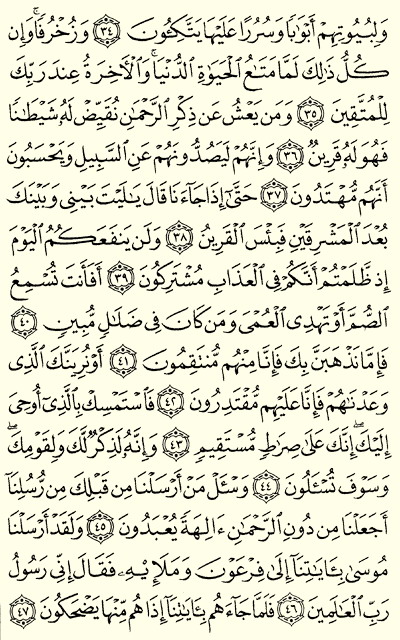 وَلِبُيُوتِهِمْ أَبْوَٰبًا وَسُرُرًا عَلَيْهَا يَتَّكِـُٔونَ ٣٤ وَزُخْرُفًا ۚ وَإِن
كُلُّ ذَٰلِكَ لَمَّا مَتَـٰعُ ٱلْحَيَوٰةِ ٱلدُّنْيَا ۚ وَٱلْـَٔاخِرَةُ عِندَ رَبِّكَ
لِلْمُتَّقِينَ ٣٥ وَمَن يَعْشُ عَن ذِكْرِ ٱلرَّحْمَـٰنِ نُقَيِّضْ لَهُۥ شَيْطَـٰنًا
فَهُوَ لَهُۥ قَرِينٌ ٣٦ وَإِنَّهُمْ لَيَصُدُّونَهُمْ عَنِ ٱلسَّبِيلِ وَيَحْسَبُونَ
أَنَّهُم مُّهْتَدُونَ ٣٧ حَتَّىٰٓ إِذَا جَآءَنَا قَالَ يَـٰلَيْتَ بَيْنِى وَبَيْنَكَ
بُعْدَ ٱلْمَشْرِقَيْنِ فَبِئْسَ ٱلْقَرِينُ ٣٨ وَلَن يَنفَعَكُمُ ٱلْيَوْمَ
إِذ ظَّلَمْتُمْ أَنَّكُمْ فِى ٱلْعَذَابِ مُشْتَرِكُونَ ٣٩ أَفَأَنتَ تُسْمِعُ
ٱلصُّمَّ أَوْ تَهْدِى ٱلْعُمْىَ وَمَن كَانَ فِى ضَلَـٰلٍ مُّبِينٍ ٤٠
فَإِمَّا نَذْهَبَنَّ بِكَ فَإِنَّا مِنْهُم مُّنتَقِمُونَ ٤١ أَوْ نُرِيَنَّكَ ٱلَّذِى
وَعَدْنَـٰهُمْ فَإِنَّا عَلَيْهِم مُّقْتَدِرُونَ ٤٢ فَٱسْتَمْسِكْ بِٱلَّذِىٓ أُوحِىَ
إِلَيْكَ ۖ إِنَّكَ عَلَىٰ صِرَٰطٍ مُّسْتَقِيمٍ ٤٣ وَإِنَّهُۥ لَذِكْرٌ لَّكَ وَلِقَوْمِكَ ۖ
وَسَوْفَ تُسْـَٔلُونَ ٤٤ وَسْـَٔلْ مَنْ أَرْسَلْنَا مِن قَبْلِكَ مِن رُّسُلِنَآ
أَجَعَلْنَا مِن دُونِ ٱلرَّحْمَـٰنِ ءَالِهَةً يُعْبَدُونَ ٤٥ وَلَقَدْ أَرْسَلْنَا
مُوسَىٰ بِـَٔايَـٰتِنَآ إِلَىٰ فِرْعَوْنَ وَمَلَإِيْهِۦ فَقَالَ إِنِّى رَسُولُ
رَبِّ ٱلْعَـٰلَمِينَ ٤٦ فَلَمَّا جَآءَهُم بِـَٔايَـٰتِنَآ إِذَا هُم مِّنْهَا يَضْحَكُونَ ٤٧